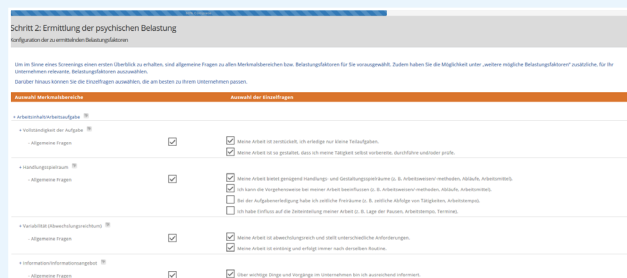 Schritt 2: Ermittlung der psychischen Belastung
Konfiguration der zu ermittelnden Belastungsfaktoren
Um im Sinne eines Screenings einen ersten Überblick zu erhalten, sind allgemeine Fragen zu allen Merkmalsbereichen bzw. Belastungsfaktoren für Sie vorausgewählt. Zudem haben Sie die Möglichkeit unter „weitere mögliche Belastungsfaktoren" zusätzliche, für Ihr
Unternehmen relevante, Belastungsfaktoren auszuwählen.
Darüber hinaus können Sie die Einzelfragen auswählen, die am besten zu Ihrem Unternehmen passen.
Auswahl Merkmalsbereiche Auswahl der Einzelfragen
Arbeitsinhalt/Arbeitsaufgabe
Vollständigkeit der Aufgabe
- Allgemeine Fragen
Meine Arbeit ist zerstückelt, ich erledige nur kleine Teilaufgaben.
Meine Arbeit ist so gestaltet, dass ich meine Tätigkeit selbst vorbereite, durchführe und/oder prüfe.
Handlungsspielraum
- Allgemeine Fragen
Meine Arbeit bietet genügend Handlungs- und Gestaltungsspielräume (z. B. Arbeitsweisen/-methoden, Abläufe, Arbeitsmittel).
Ich kann die Vorgehensweise bei meiner Arbeit beeinflussen (z. B. Arbeitsweisen/-methoden, Abläufe, Arbeitsmittel).
Bei der Aufgabenerledigung habe ich zeitliche Freiräume (z. B. zeitliche Abfolge von Tätigkeiten, Arbeitstempo).
Ich habe Einfluss auf die Zeiteinteilung meiner Arbeit (z. B. Lage der Pausen, Arbeitstempo, Termine).
Variabilität (Abwechslungsreichtum)
- Allgemeine Fragen
Meine Arbeit ist abwechslungsreich und stellt unterschiedliche Anforderungen.
Meine Arbeit ist eintönig und erfolgt immer nach derselben Routine.
Information/Informationsangebot
- Allgemeine Fragen
Über wichtige Dinge und Vorgänge im Unternehmen bin ich ausreichend informiert.